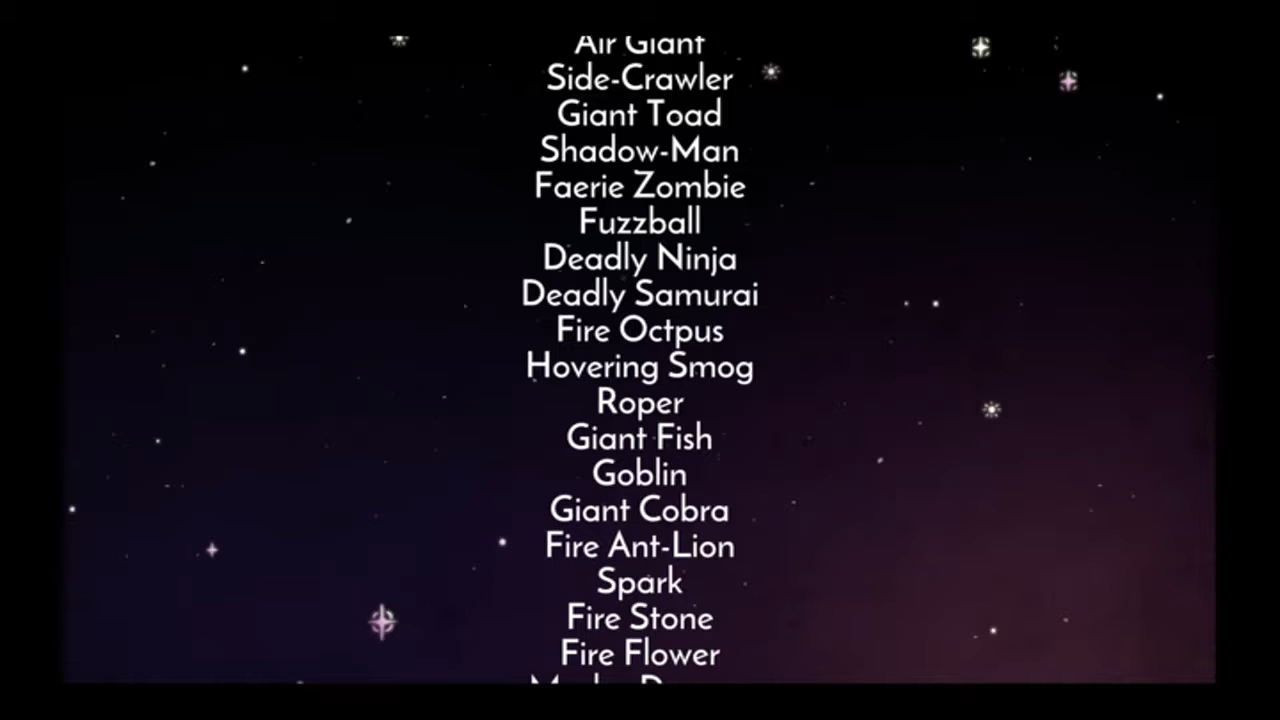 Air Giant
Side-Crawler
Giant Toad
Shadow-Man
Faerie Zombie
Fuzzball
Deadly Ninja
Deadly Samurai
Fire Octpus
Hovering Smog
Roper
Giant Fish
Goblin
Giant Cobra
Fire Ant-Lion
Spark
Fire Stone
Fire Flower